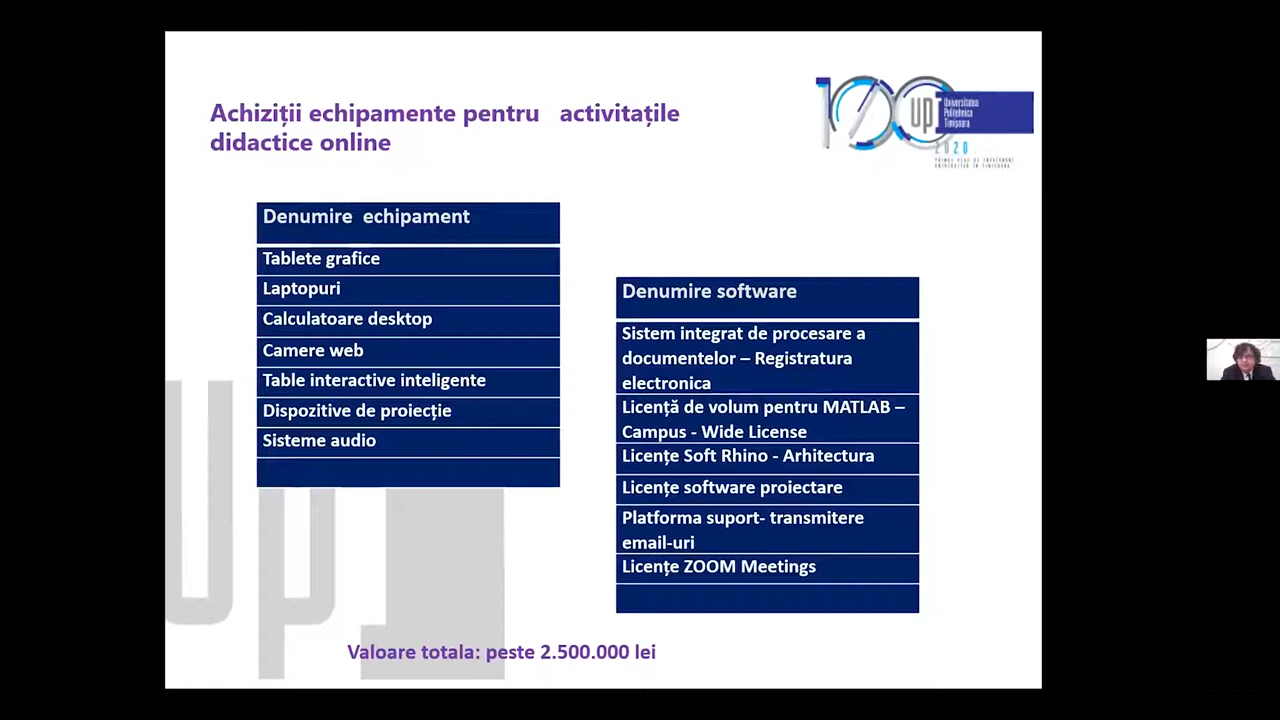 Achiziții echipamente pentru activitațile
didactice online
100
UPT
Universitatea
Politehnica
Timișoara
2020
Denumire echipament
Tablete grafice
Laptopuri
Calculatoare desktop
Camere web
Table interactive inteligente
Dispozitive de proiecție
Sisteme audio
Denumire software
Sistem integrat de procesare a
documentelor – Registratura
electronica
Licență de volum pentru MATLAB –
Campus - Wide License
Licențe Soft Rhino - Arhitectura
Licențe software proiectare
Platforma suport- transmitere
email-uri
Licențe ZOOM Meetings
Valoare totala: peste 2.500.000 lei